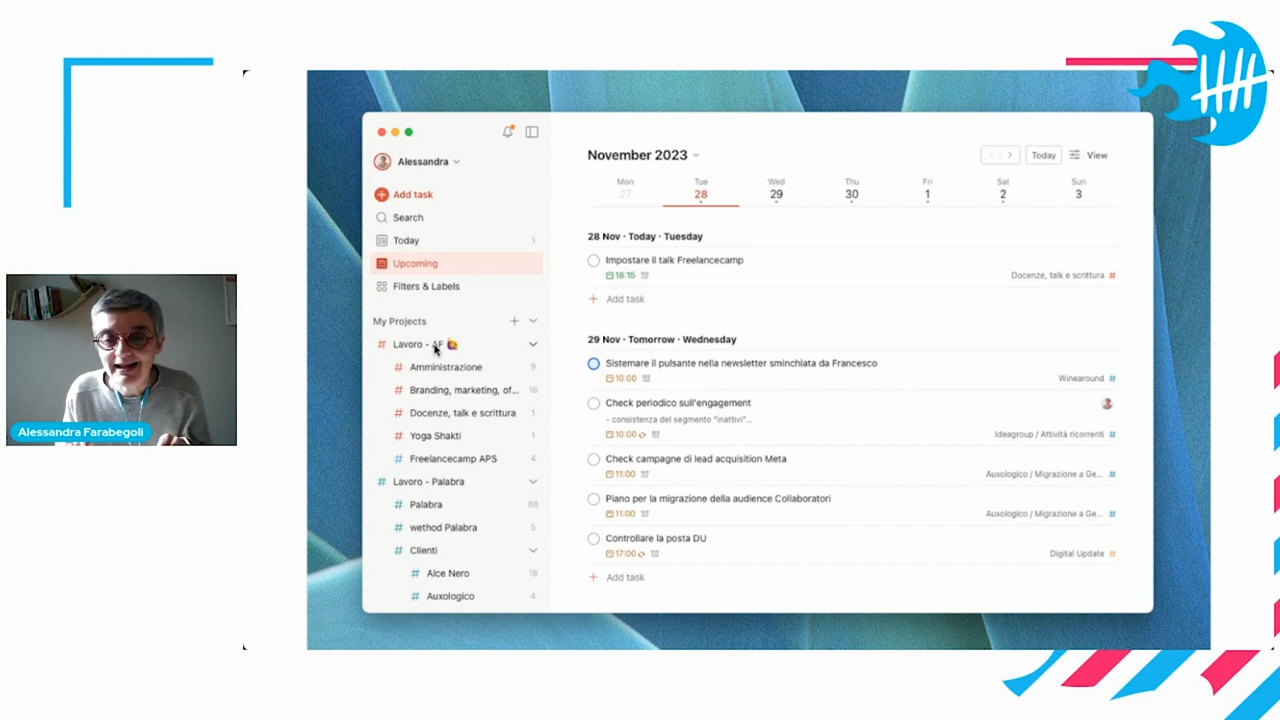 Alessandra Farabegoli
Alessandra
Add task
Search
Today 1
Upcoming
Filters & Labels
My Projects
# Lavoro - AF
# Amministrazione 9
# Branding, marketing, of... 16
# Docenze, talk e scrittura 1
# Yoga Shakti 1
# Freelancecamp APS 4
# Lavoro - Palabra
# Palabra 88
# wethod Palabra 5
# Clienti
# Alce Nero 18
# Auxologico 4
November 2023
Today View
Mon Tue Wed Thu Fri Sat Sun
27 28 29 30 1 2 3
28 Nov · Today · Tuesday
Impostare il talk Freelancecamp
18:15 Docenze, talk e scrittura #
+ Add task
29 Nov · Tomorrow · Wednesday
Sistemare il pulsante nella newsletter sminchiata da Francesco
10:00 Winearound #
Check periodico sull'engagement
- consistenza del segmento "inattivi"...
10:00 Ideagroup / Attività ricorrenti #
Check campagne di lead acquisition Meta
11:00 Auxologico / Migrazione a Ge... #
Piano per la migrazione della audience Collaboratori
11:00 Auxologico / Migrazione a Ge... #
Controllare la posta DU
17:00 Digital Update #
+ Add task